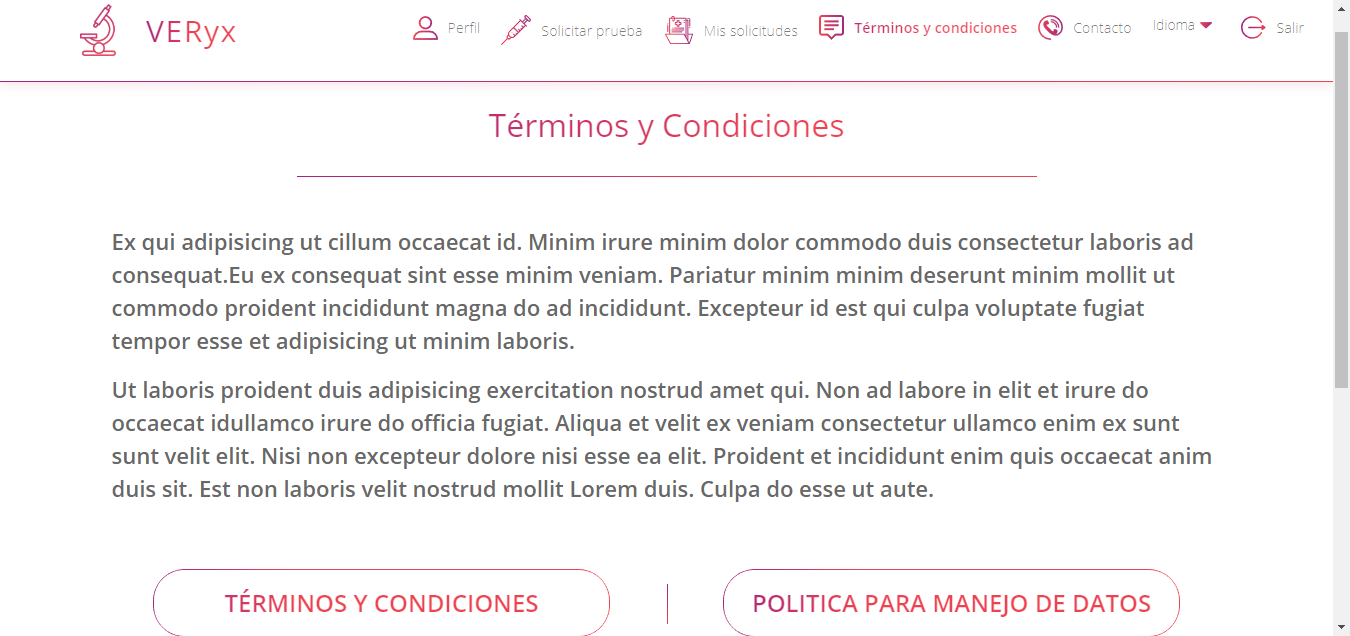 VERyx
Perfil
Solicitar prueba
Mis solicitudes
Términos y condiciones
Contacto
Idioma
Salir
Términos y Condiciones
Ex qui adipisicing ut cillum occaecat id. Minim irure minim dolor commodo duis consectetur laboris ad
consequat.Eu ex consequat sint esse minim veniam. Pariatur minim minim deserunt minim mollit ut
commodo proident incididunt magna do ad incididunt. Excepteur id est qui culpa voluptate fugiat
tempor esse et adipisicing ut minim laboris.
Ut laboris proident duis adipisicing exercitation nostrud amet qui. Non ad labore in elit et irure do
occaecat idullamco irure do officia fugiat. Aliqua et velit ex veniam consectetur ullamco enim ex sunt
sunt velit elit. Nisi non excepteur dolore nisi esse ea elit. Proident et incididunt enim quis occaecat anim
duis sit. Est non laboris velit nostrud mollit Lorem duis. Culpa do esse ut aute.
TÉRMINOS Y CONDICIONES
POLITICA PARA MANEJO DE DATOS